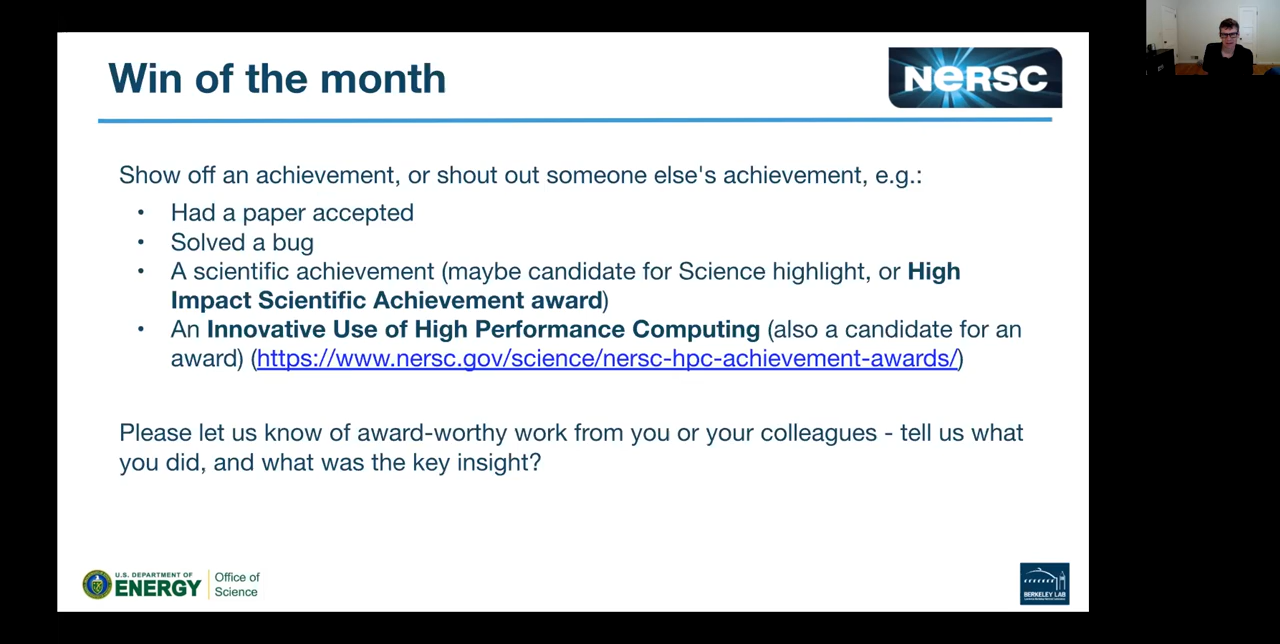 Win of the month
NERSC
Show off an achievement, or shout out someone else's achievement, e.g.:
• Had a paper accepted
• Solved a bug
• A scientific achievement (maybe candidate for Science highlight, or High
Impact Scientific Achievement award)
• An Innovative Use of High Performance Computing (also a candidate for an
award) (https://www.nersc.gov/science/nersc-hpc-achievement-awards/)
Please let us know of award-worthy work from you or your colleagues - tell us what
you did, and what was the key insight?
U.S. DEPARTMENT OF
ENERGY
Office of
Science
BERKELEY LAB